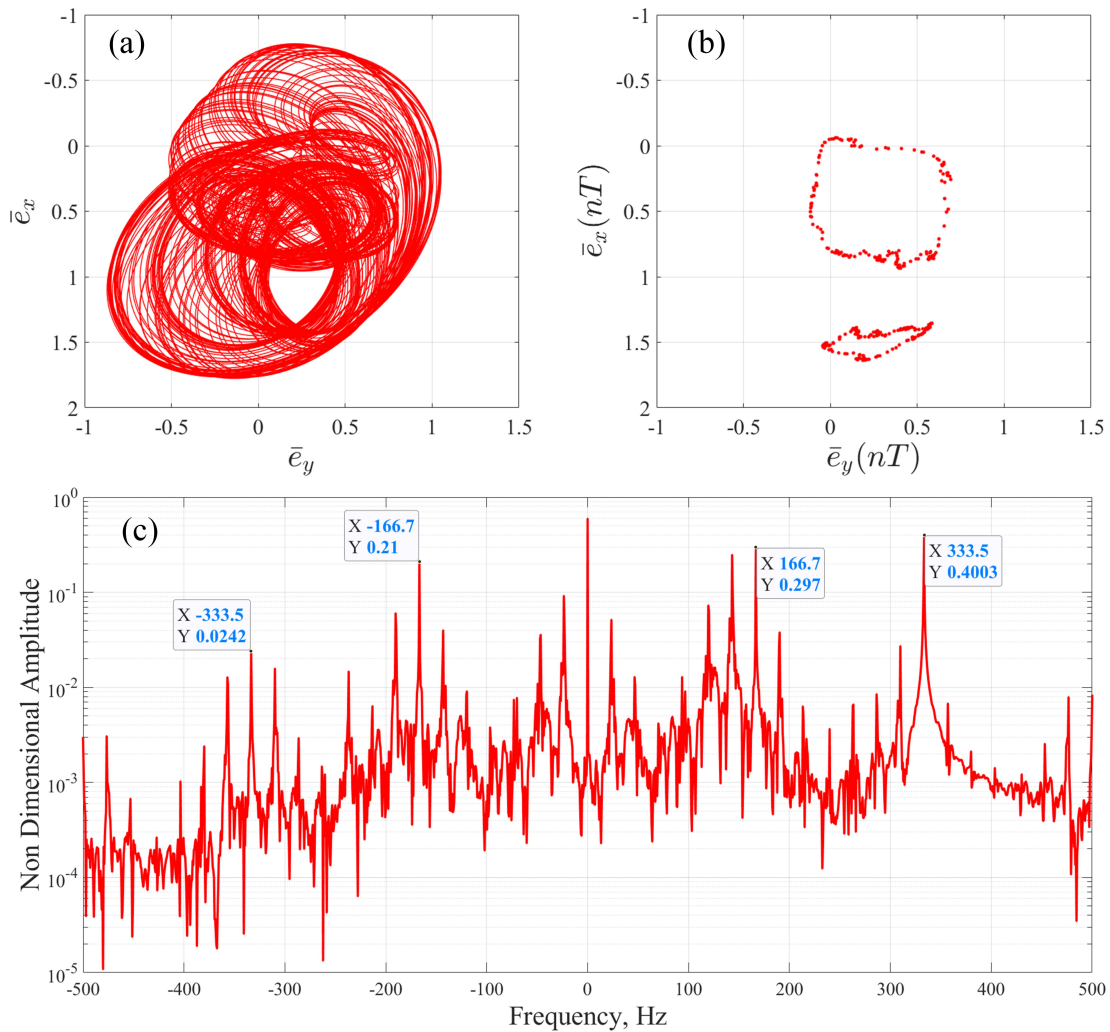 (a)
-1
-0.5
0
0.5
1
1.5
2
-1
-0.5
0
0.5
1
1.5
ē_x
ē_y
(b)
-1
-0.5
0
0.5
1
1.5
2
-1
-0.5
0
0.5
1
1.5
ē_x(nT)
ē_y(nT)
(c)
10^0
10^-1
10^-2
10^-3
10^-4
10^-5
Non Dimensional Amplitude
X -333.5
Y 0.0242
X -166.7
Y 0.21
X 166.7
Y 0.297
X 333.5
Y 0.4003
-500
-400
-300
-200
-100
0
100
200
300
400
500
Frequency, Hz